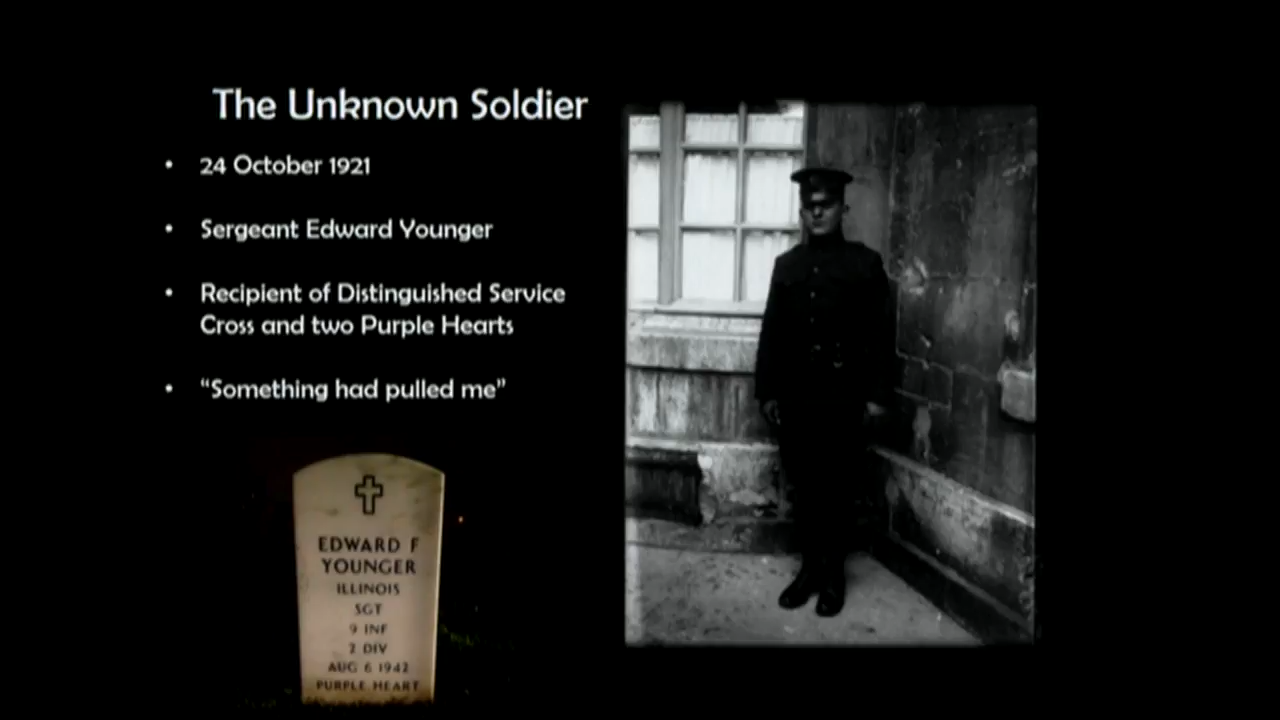 The Unknown Soldier
• 24 October 1921
• Sergeant Edward Younger
• Recipient of Distinguished Service
Cross and two Purple Hearts
• “Something had pulled me”
EDWARD F
YOUNGER
ILLINOIS
SGT
9 INF
2 DIV
AUG 6 1942
PURPLE HEART